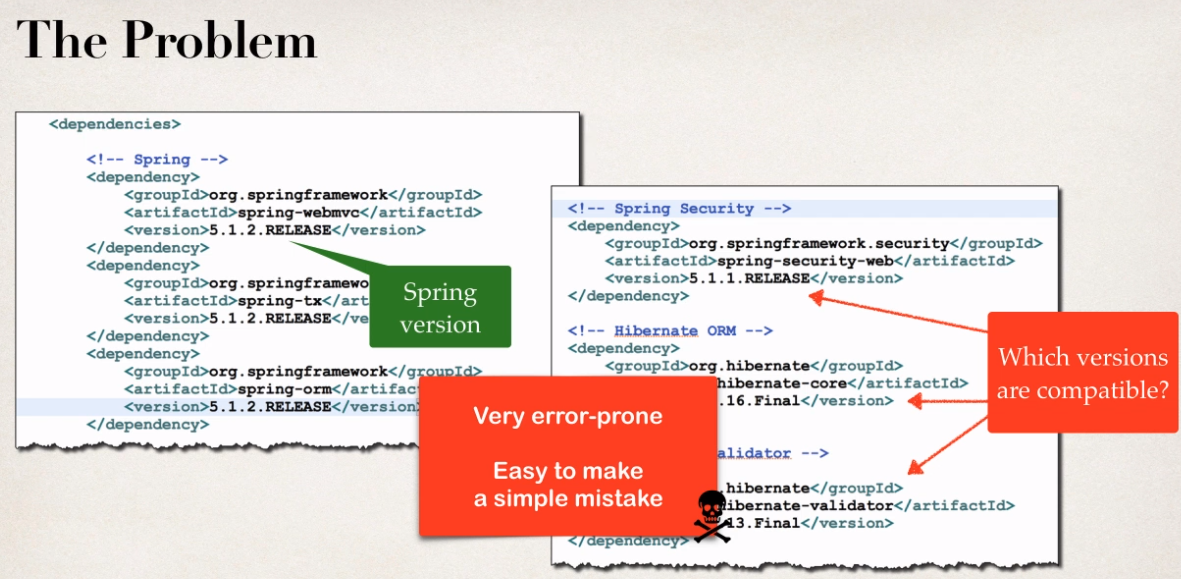 The Problem
<dependencies>
<!-- Spring -->
<dependency>
<groupId>org.springframework</groupId>
<artifactId>spring-webmvc</artifactId>
<version>5.1.2.RELEASE</version>
</dependency>
<dependency>
<groupId>org.springframewo
<artifactId>spring-tx</art
<version>5.1.2.RELEASE</ve
</dependency>
<dependency>
<groupId>org.springframework</groupId>
<artifactId>spring-orm</artifac
<version>5.1.2.RELEASE</version
</dependency>
Spring
version
<!-- Spring Security -->
<dependency>
<groupId>org.springframework.security</groupId>
<artifactId>spring-security-web</artifactId>
<version>5.1.1.RELEASE</version>
</dependency>
<!-- Hibernate ORM -->
<dependency>
<groupId>org.hibernate</groupId>
hibernate-core</artifactId>
.16.Final</version>
alidator -->
.hibernate</groupId>
ibernate-validator</artifactId>
13.Final</version>
</dependency>
Which versions
are compatible?
Very error-prone
Easy to make
a simple mistake